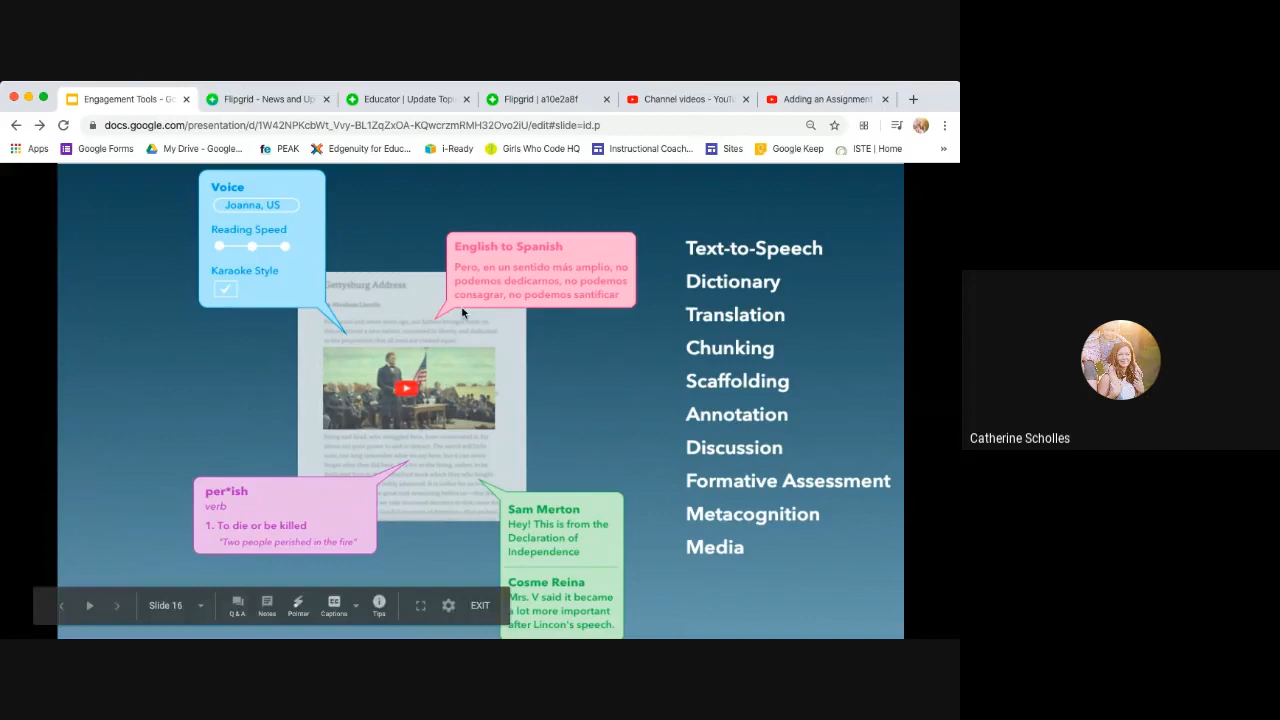 Engagement Tools - Go
Flipgrid - News and Up
Educator | Update Top
Flipgrid | a10e2a8f
Channel videos - YouT
Adding an Assignment
docs.google.com/presentation/d/1W42NPKcbWt_Vvy-BL1ZqZxOA-KQwcrzmRMH32Ovo2iU/edit#slide=id.p
Apps
Google Forms
My Drive - Google...
fe PEAK
Edgenuity for Educ...
i-Ready
Girls Who Code HQ
Instructional Coach...
Sites
Google Keep
ISTE | Home
»
Voice
Joanna, US
Reading Speed
Karaoke Style
English to Spanish
Pero, en un sentido más amplio, no
podemos dedicarnos, no podemos
consagrar, no podemos santificar
Gettysburg Address
Abraham Lincoln
per*ish
verb
1. To die or be killed
"Two people perished in the fire"
Sam Merton
Hey! This is from the
Declaration of
Independence
Cosme Reina
Mrs. V said it became
a lot more important
after Lincon's speech.
Text-to-Speech
Dictionary
Translation
Chunking
Scaffolding
Annotation
Discussion
Formative Assessment
Metacognition
Media
Slide 16
Q & A
Notes
Pointer
Captions
Tips
EXIT
Catherine Scholles